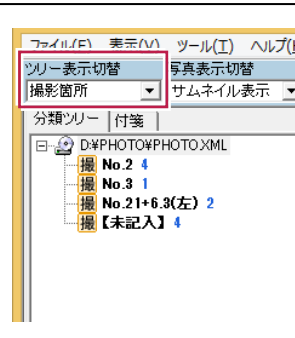 ファイル(F) 表示(V) ツール(T) ヘルプ(
ツリー表示切替 写真表示切替
撮影箇所 サムネイル表示
分類ツリー 付箋
D:¥PHOTO¥PHOTO.XML
撮 No.2 4
撮 No.3 1
撮 No.21+6.3(左) 2
撮 【未記入】 4